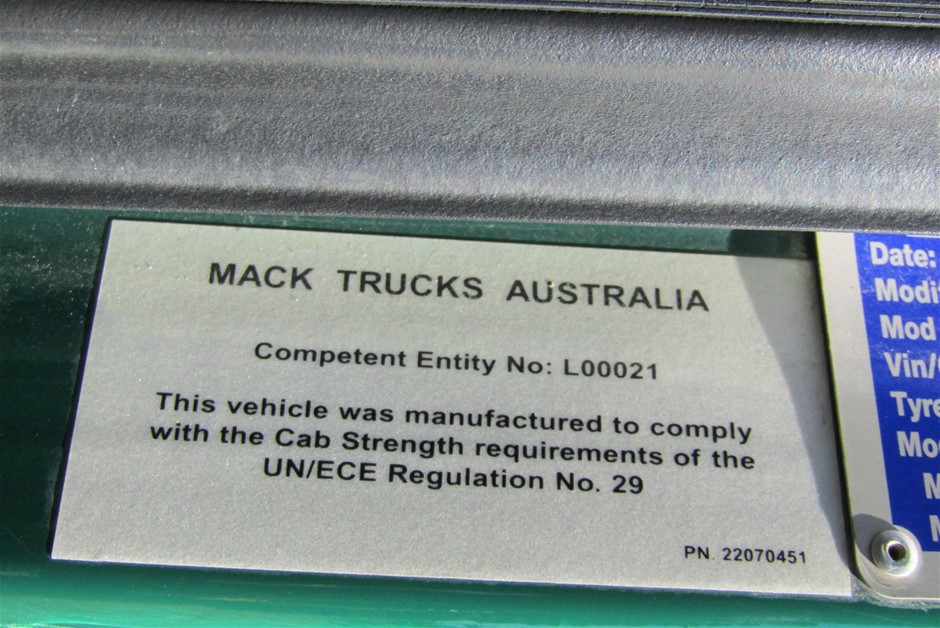 MACK TRUCKS AUSTRALIA
Competent Entity No: L00021
This vehicle was manufactured to comply
with the Cab Strength requirements of the
UN/ECE Regulation No. 29
PN. 22070451
Date:
Mod
Vin/